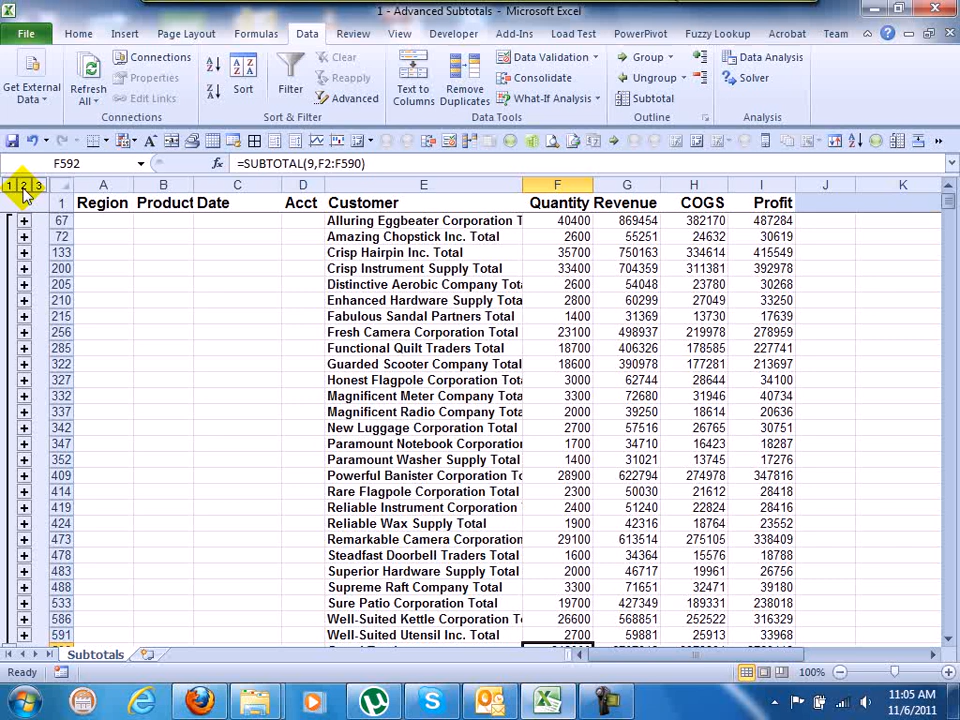 1 - Advanced Subtotals - Microsoft Excel
File Home Insert Page Layout Formulas Data Review View Developer Add-Ins Load Test PowerPivot Fuzzy Lookup Acrobat Team
Get External Data
Refresh All
Connections
Properties
Edit Links
Connections
Sort
Filter
Clear
Reapply
Advanced
Sort & Filter
Text to Columns
Remove Duplicates
Data Validation
Consolidate
What-If Analysis
Data Tools
Group
Ungroup
Subtotal
Outline
Data Analysis
Solver
Analysis
F592 fx =SUBTOTAL(9,F2:F590)
1 2 3 A B C D E F G H I J K
1 Region Product Date Acct Customer Quantity Revenue COGS Profit
67 Alluring Eggbeater Corporation T 40400 869454 382170 487284
72 Amazing Chopstick Inc. Total 2600 55251 24632 30619
133 Crisp Hairpin Inc. Total 35700 750163 334614 415549
200 Crisp Instrument Supply Total 33400 704359 311381 392978
205 Distinctive Aerobic Company Tota 2600 54048 23780 30268
210 Enhanced Hardware Supply Total 2800 60299 27049 33250
215 Fabulous Sandal Partners Total 1400 31369 13730 17639
256 Fresh Camera Corporation Total 23100 498937 219978 278959
285 Functional Quilt Traders Total 18700 406326 178585 227741
322 Guarded Scooter Company Total 18600 390978 177281 213697
327 Honest Flagpole Corporation Tota 3000 62744 28644 34100
332 Magnificent Meter Company Total 3300 72680 31946 40734
337 Magnificent Radio Company Total 2000 39250 18614 20636
342 New Luggage Corporation Total 2700 57516 26765 30751
347 Paramount Notebook Corporation 1700 34710 16423 18287
352 Paramount Washer Supply Total 1400 31021 13745 17276
409 Powerful Banister Corporation Tot 28900 622794 274978 347816
414 Rare Flagpole Corporation Total 2300 50030 21612 28418
419 Reliable Instrument Corporation 2400 51240 22824 28416
424 Reliable Wax Supply Total 1900 42316 18764 23552
473 Remarkable Camera Corporation 29100 613514 275105 338409
478 Steadfast Doorbell Traders Total 1600 34364 15576 18788
483 Superior Hardware Supply Total 2000 46717 19961 26756
488 Supreme Raft Company Total 3300 71651 32471 39180
533 Sure Patio Corporation Total 19700 427349 189331 238018
586 Well-Suited Kettle Corporation T 26600 568860 252522 316329
591 Well-Suited Utensil Inc. Total 2700 59881 25913 33968
Subtotals
Ready 100%
11:05 AM
11/6/2011